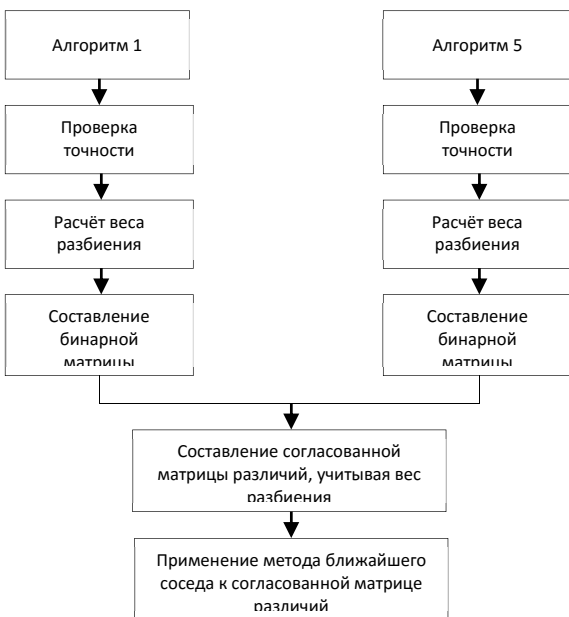 Алгоритм 1
Алгоритм 5
Проверка
точности
Проверка
точности
Расчёт веса
разбиения
Расчёт веса
разбиения
Составление
бинарной
матрицы
Составление
бинарной
матрицы
Составление согласованной
матрицы различий, учитывая вес
разбиения
Применение метода ближайшего
соседа к согласованной матрице
различий